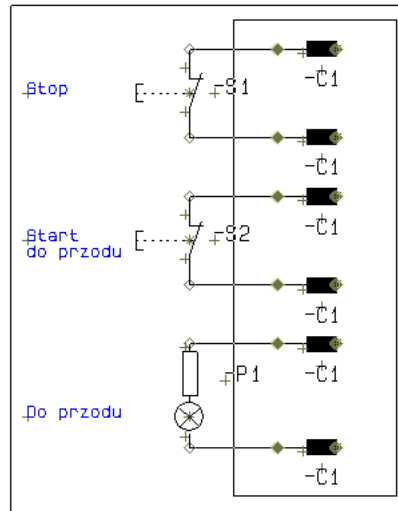 -C1
Stop
-S1
-C1
-C1
Start
do przodu
-S2
-C1
-P1
-C1
Do przodu
-C1